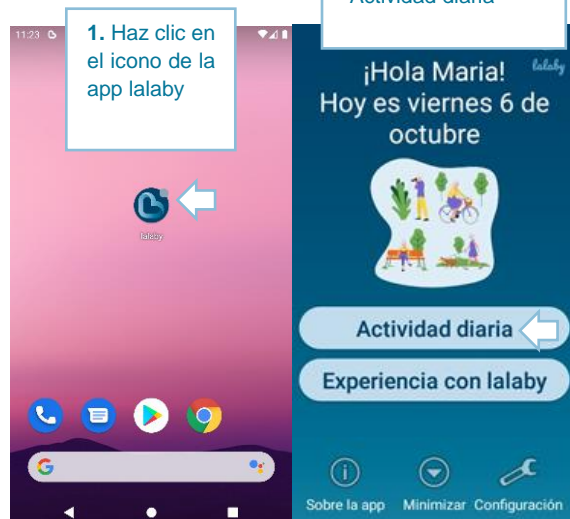 11:23
1. Haz clic en
el icono de la
app lalaby
lalaby
Actividad diaria
lalaby
¡Hola Maria!
Hoy es viernes 6 de
octubre
Actividad diaria
Experiencia con lalaby
Sobre la app
Minimizar
Configuración